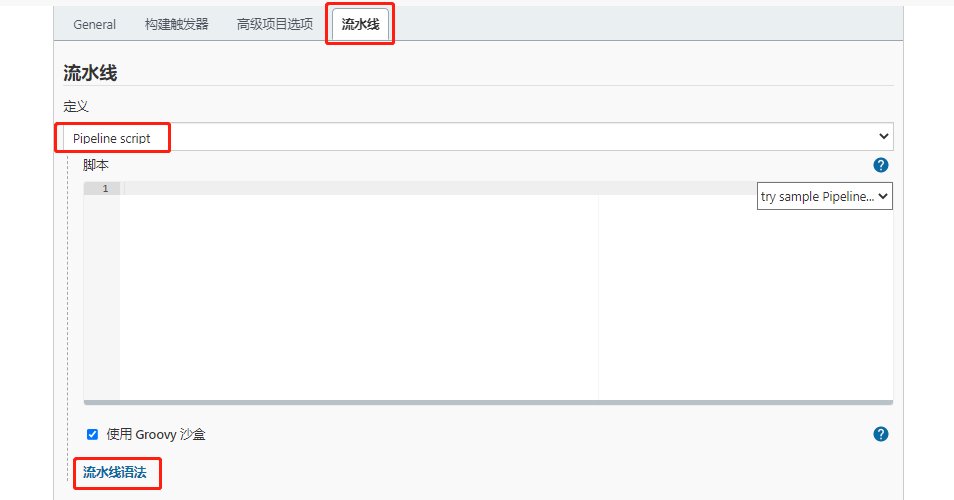 General 构建触发器 高级项目选项 流水线
流水线
定义
Pipeline script
脚本
?
1
try sample Pipeline...
使用 Groovy 沙盒
?
流水线语法